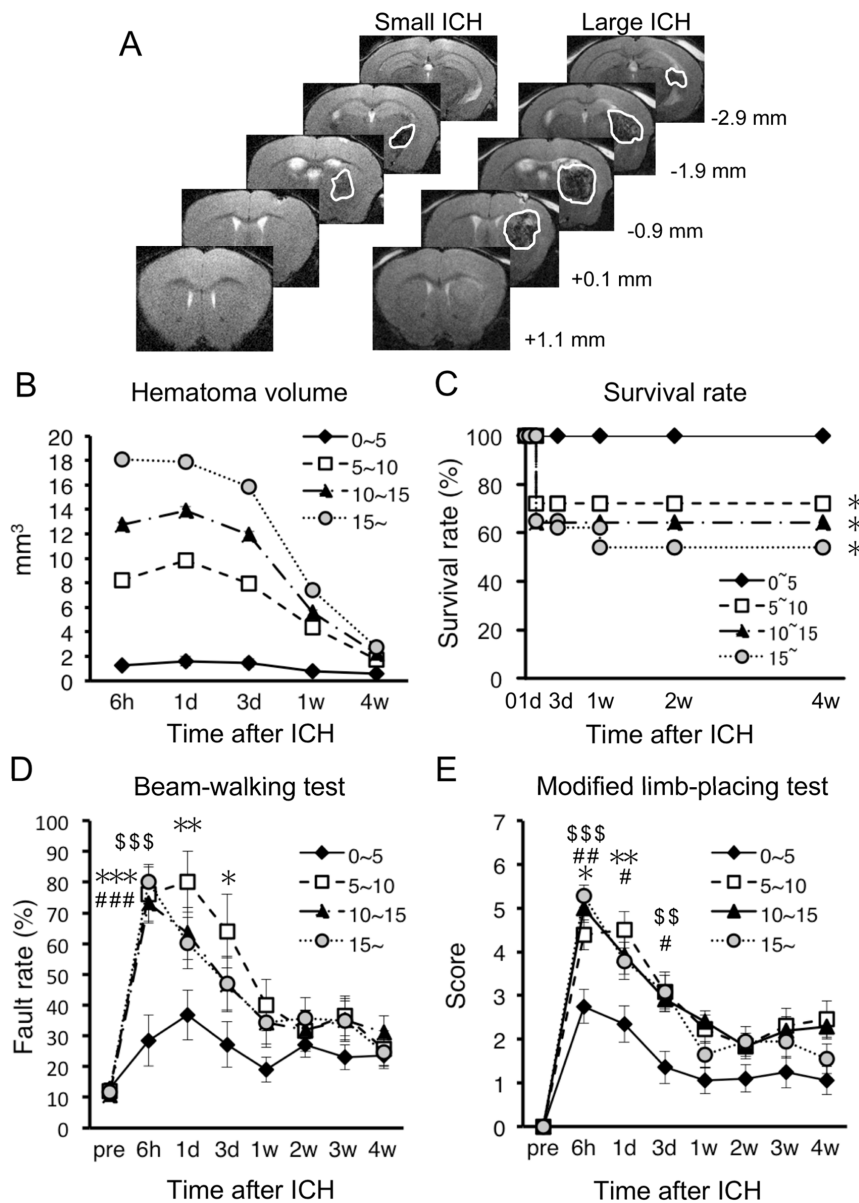 A
Small ICH
Large ICH
-2.9 mm
-1.9 mm
-0.9 mm
+0.1 mm
+1.1 mm
B
Hematoma volume
mm³
20
18
16
14
12
10
8
6
4
2
0
0~5
5~10
10~15
15~
6h 1d 3d 1w 4w
Time after ICH
C
Survival rate
Survival rate (%)
100
80
60
40
20
0
*
*
*
0~5
5~10
10~15
15~
01d 3d 1w 2w 4w
Time after ICH
D
Beam-walking test
Fault rate (%)
100
90
80
70
60
50
40
30
20
10
0
$$$
***
###
**
*
0~5
5~10
10~15
15~
pre 6h 1d 3d 1w 2w 3w 4w
Time after ICH
E
Modified limb-placing test
Score
7
6
5
4
3
2
1
0
$$$
##
*
**
#
$$
#
0~5
5~10
10~15
15~
pre 6h 1d 3d 1w 2w 3w 4w
Time after ICH